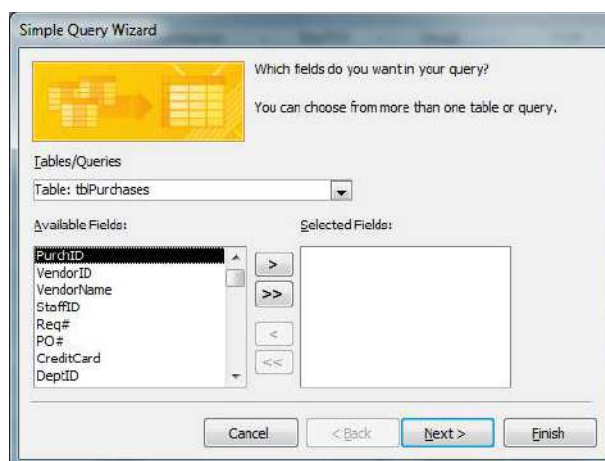 Simple Query Wizard
Which fields do you want in your query?
You can choose from more than one table or query.
Tables/Queries
Table: tblPurchases
Available Fields:
Selected Fields:
PurchID
VendorID
VendorName
StaffID
Req#
PO#
CreditCard
DeptID
>
>>
<
<<
Cancel
< Back
Next >
Finish